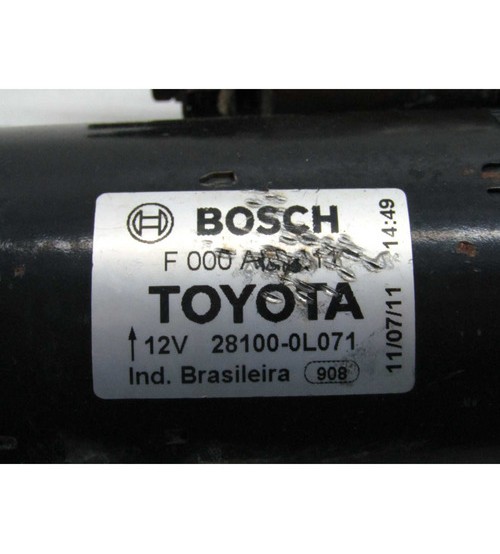 BOSCH
F 000
TOYOTA
12V 28100-0L071
Ind. Brasileira 908
11/07/11 14:49